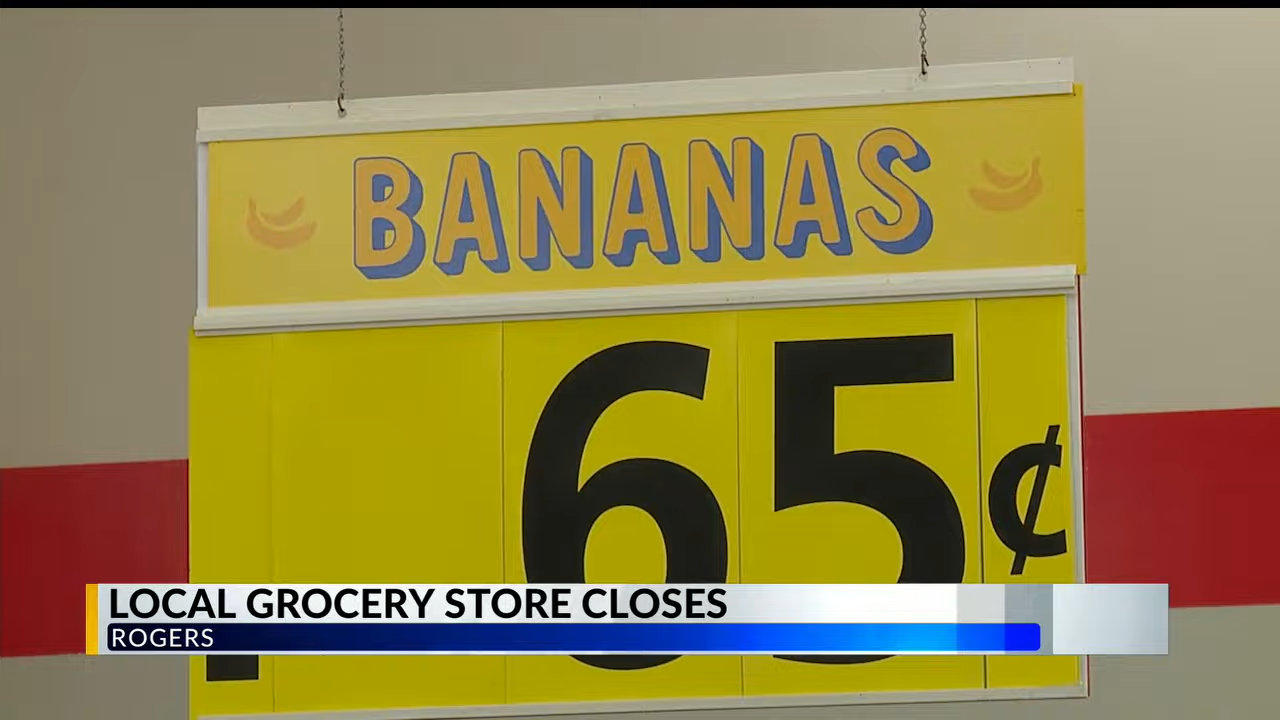 BANANAS
65¢
LOCAL GROCERY STORE CLOSES
ROGERS